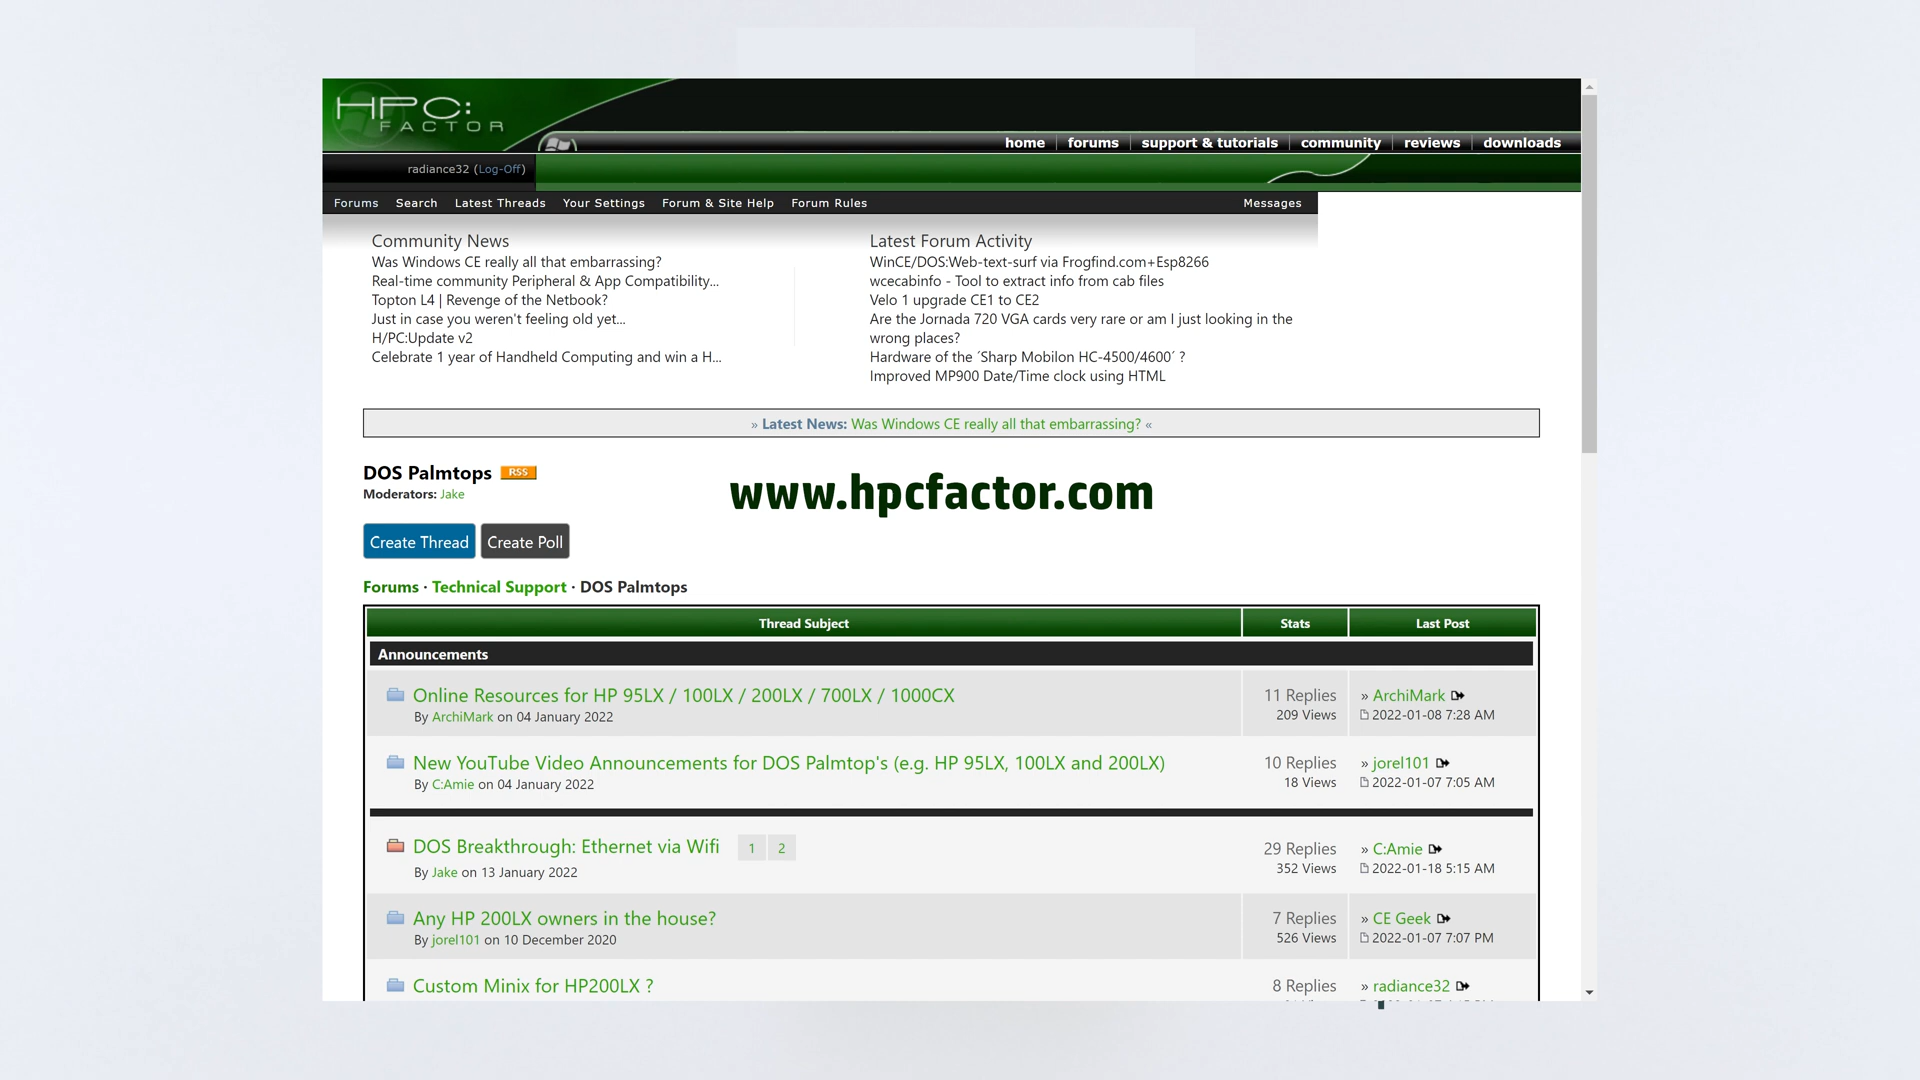 HPC:
FACTOR
home forums support & tutorials community reviews downloads
radiance32 (Log-Off)
Forums Search Latest Threads Your Settings Forum & Site Help Forum Rules Messages
Community News
Was Windows CE really all that embarrassing?
Real-time community Peripheral & App Compatibility...
Topton L4 | Revenge of the Netbook?
Just in case you weren't feeling old yet...
H/PC:Update v2
Celebrate 1 year of Handheld Computing and win a H...
Latest Forum Activity
WinCE/DOS:Web-text-surf via Frogfind.com+Esp8266
wcecabinfo - Tool to extract info from cab files
Velo 1 upgrade CE1 to CE2
Are the Jornada 720 VGA cards very rare or am I just looking in the
wrong places?
Hardware of the ´Sharp Mobilon HC-4500/4600´ ?
Improved MP900 Date/Time clock using HTML
» Latest News: Was Windows CE really all that embarrassing? «
DOS Palmtops RSS
Moderators: Jake
www.hpcfactor.com
Create Thread Create Poll
Forums · Technical Support · DOS Palmtops
Thread Subject Stats Last Post
Announcements
Online Resources for HP 95LX / 100LX / 200LX / 700LX / 1000CX 11 Replies » ArchiMark
By ArchiMark on 04 January 2022 209 Views 2022-01-08 7:28 AM
New YouTube Video Announcements for DOS Palmtop's (e.g. HP 95LX, 100LX and 200LX) 10 Replies » jorel101
By C:Amie on 04 January 2022 18 Views 2022-01-07 7:05 AM
DOS Breakthrough: Ethernet via Wifi 1 2 29 Replies » C:Amie
By Jake on 13 January 2022 352 Views 2022-01-18 5:15 AM
Any HP 200LX owners in the house? 7 Replies » CE Geek
By jorel101 on 10 December 2020 526 Views 2022-01-07 7:07 PM
Custom Minix for HP200LX ? 8 Replies » radiance32